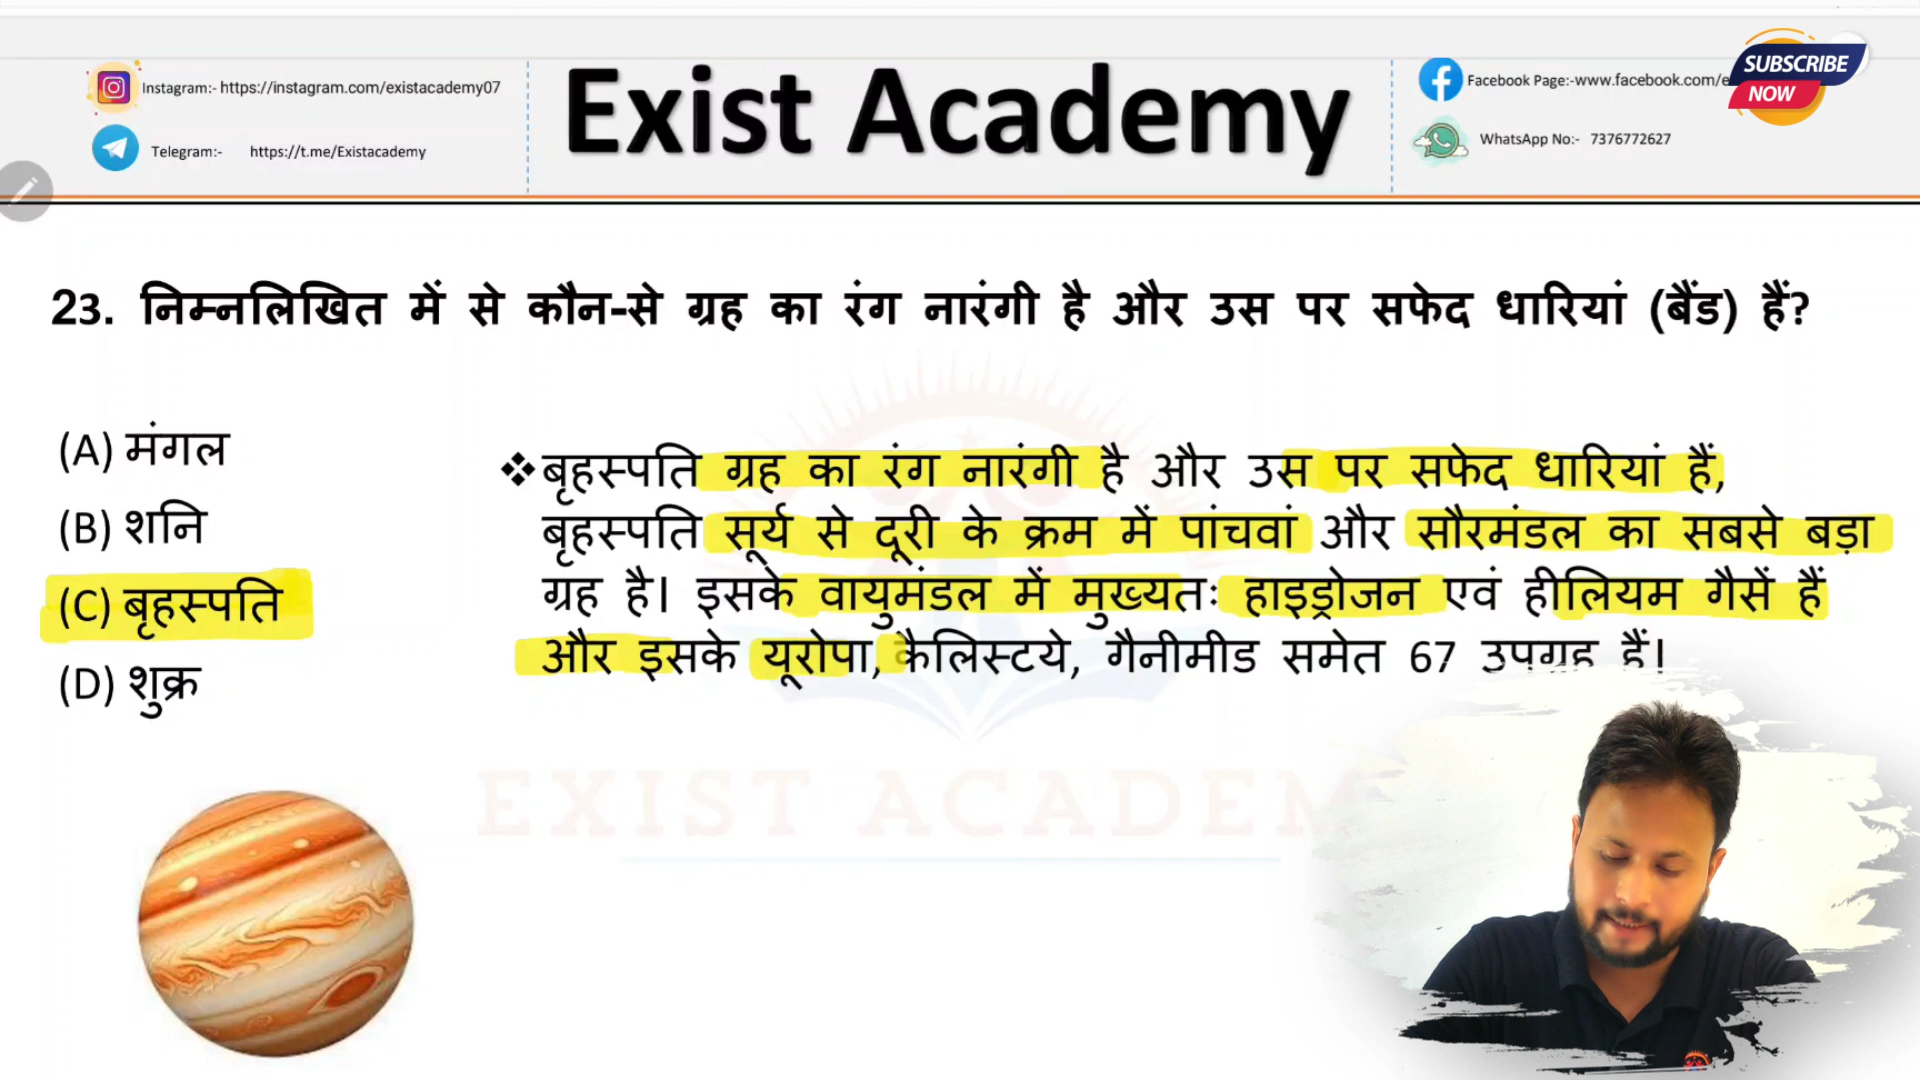 Instagram:- https://instagram.com/existacademy07
Telegram:- https://t.me/Existacademy
Exist Academy
Facebook Page:-www.facebook.com/e
WhatsApp No:- 7376772627
SUBSCRIBE
NOW
23. निम्नलिखित में से कौन-से ग्रह का रंग नारंगी है और उस पर सफेद धारियां (बैंड) हैं?
(A) मंगल
(B) शनि
(C) बृहस्पति
(D) शुक्र
❖बृहस्पति ग्रह का रंग नारंगी है और उस पर सफेद धारियां हैं,
बृहस्पति सूर्य से दूरी के क्रम में पांचवां और सौरमंडल का सबसे बड़ा
ग्रह है। इसके वायुमंडल में मुख्यतः हाइड्रोजन एवं हीलियम गैसें हैं
और इसके यूरोपा, कैलिस्टये, गैनीमीड समेत 67 उपग्रह हैं।
EXIST ACADEM